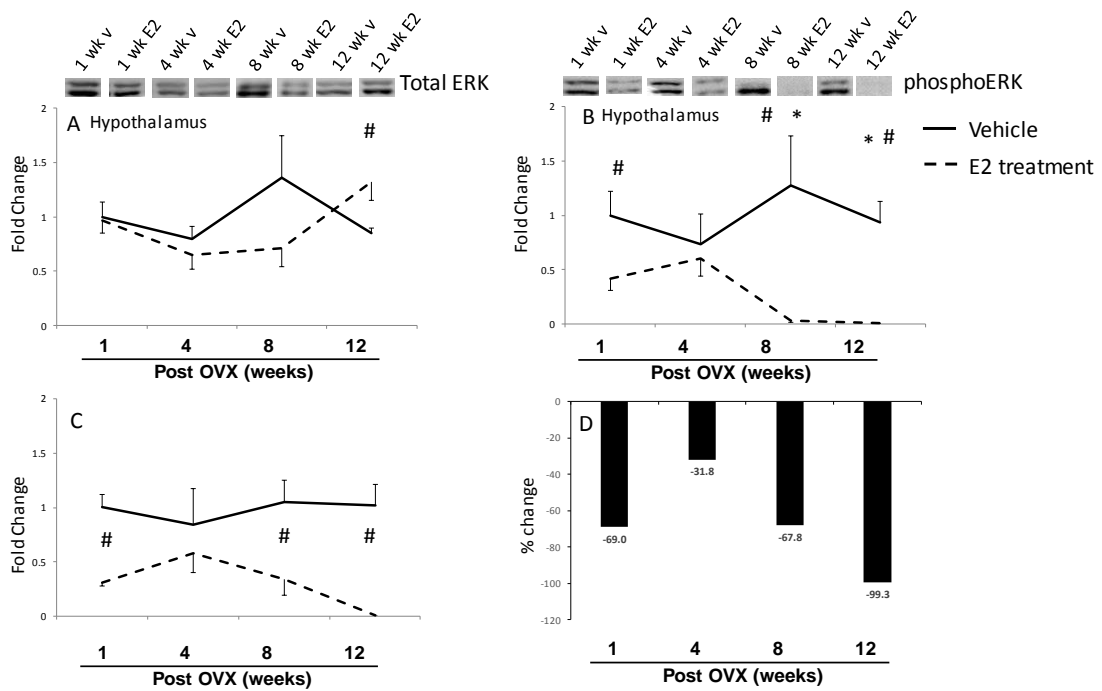 1 wk v
1 wk E2
4 wk v
4 wk E2
8 wk v
8 wk E2
12 wk v
12 wk E2
Total ERK
A Hypothalamus
#
2
1.5
1
0.5
0
Fold Change
1 4 8 12
Post OVX (weeks)
1 wk v
1 wk E2
4 wk v
4 wk E2
8 wk v
8 wk E2
12 wk v
12 wk E2
phosphoERK
B Hypothalamus
# # * * #
2
1.5
1
0.5
0
Fold Change
1 4 8 12
Post OVX (weeks)
Vehicle
E2 treatment
C
# # #
2
1.5
1
0.5
0
Fold Change
1 4 8 12
Post OVX (weeks)
D
0
-20
-40
-60
-80
-100
-120
% change
-69.0
-31.8
-67.8
-99.3
1 4 8 12
Post OVX (weeks)